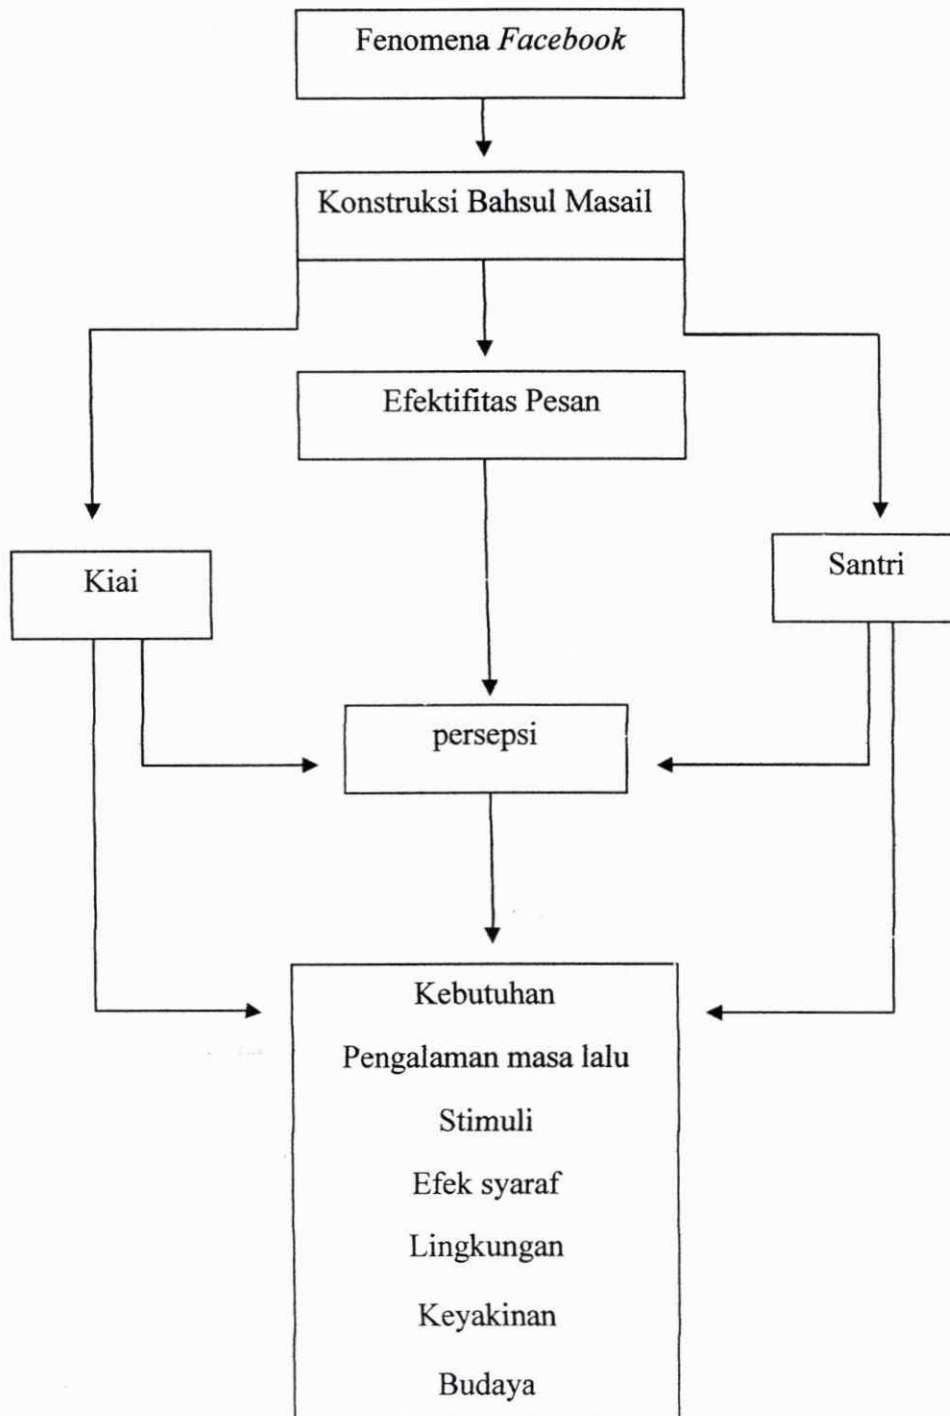 Fenomena Facebook
Konstruksi Bahsul Masail
Efektifitas Pesan
Kiai
Santri
persepsi
Kebutuhan
Pengalaman masa lalu
Stimuli
Efek syaraf
Lingkungan
Keyakinan
Budaya